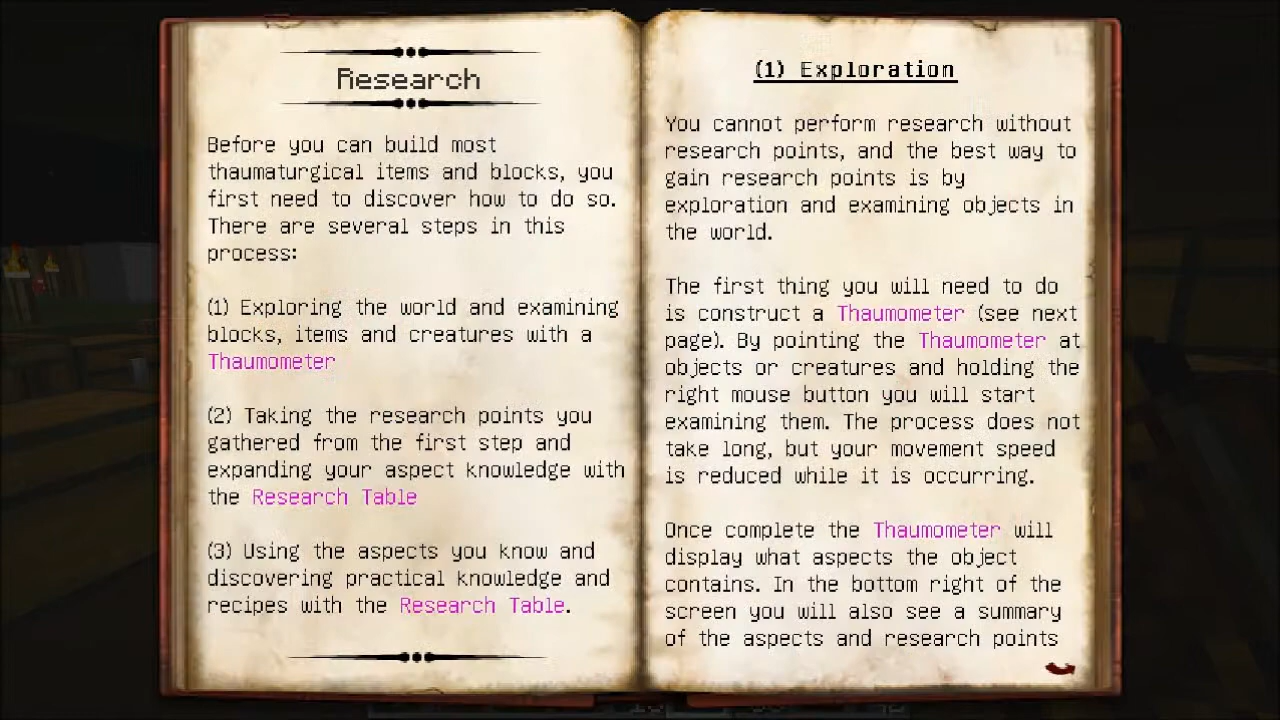 Research
Before you can build most
thaumaturgical items and blocks, you
first need to discover how to do so.
There are several steps in this
process:
(1) Exploring the world and examining
blocks, items and creatures with a
Thaumometer
(2) Taking the research points you
gathered from the first step and
expanding your aspect knowledge with
the Research Table
(3) Using the aspects you know and
discovering practical knowledge and
recipes with the Research Table.
(1) Exploration
You cannot perform research without
research points, and the best way to
gain research points is by
exploration and examining objects in
the world.
The first thing you will need to do
is construct a Thaumometer (see next
page). By pointing the Thaumometer at
objects or creatures and holding the
right mouse button you will start
examining them. The process does not
take long, but your movement speed
is reduced while it is occurring.
Once complete the Thaumometer will
display what aspects the object
contains. In the bottom right of the
screen you will also see a summary
of the aspects and research points